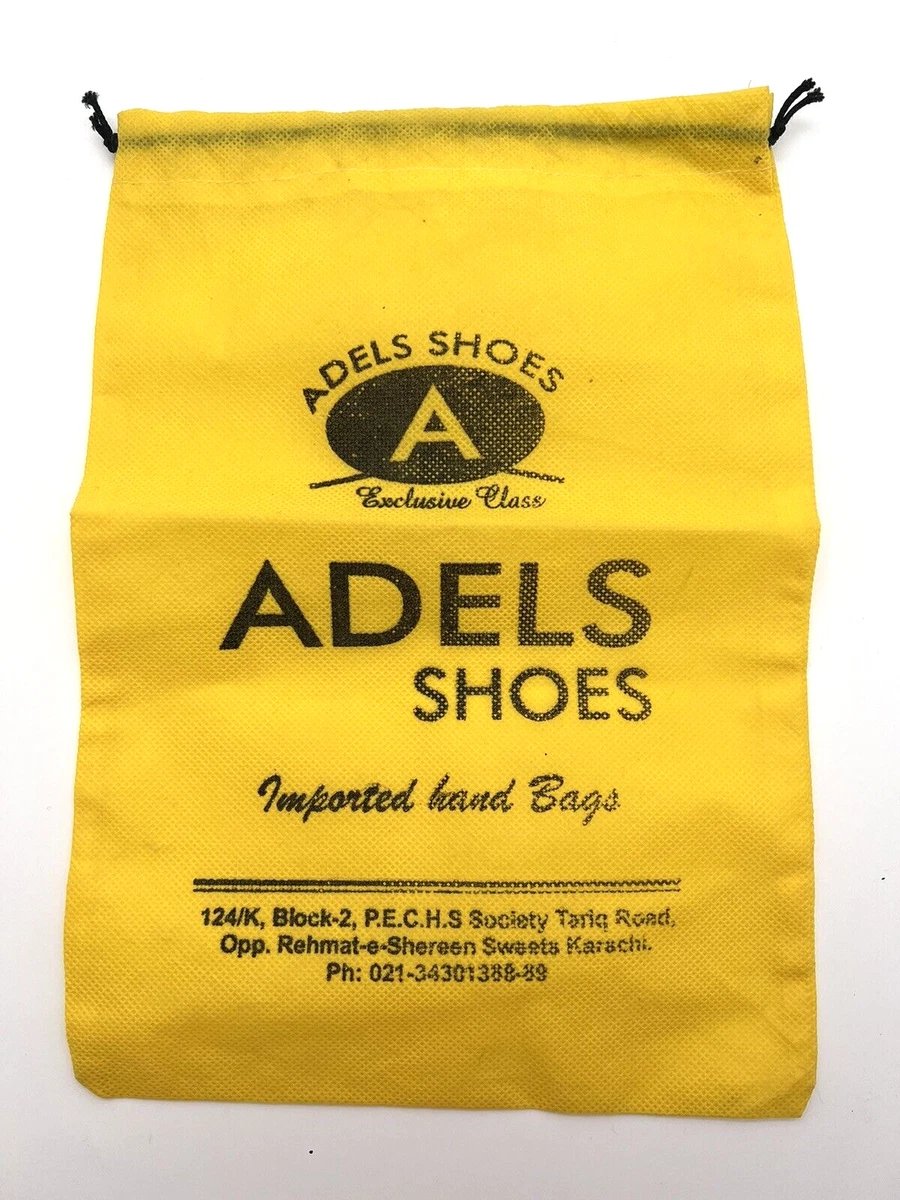 ADELS SHOES
A
Exclusive Class
ADELS
SHOES
Imported hand Bags
124/K, Block-2, P.E.C.H.S Society Tariq Road,
Opp. Rehmat-e-Shereen Sweets Karachi.
Ph: 021-34301388-89